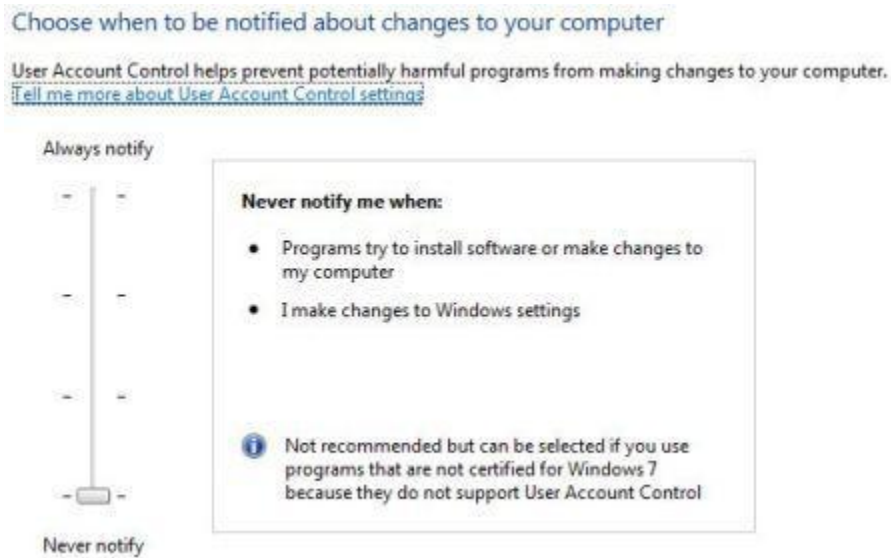 Choose when to be notified about changes to your computer
User Account Control helps prevent potentially harmful programs from making changes to your computer.
Tell me more about User Account Control settings
Always notify
Never notify me when:
• Programs try to install software or make changes to
my computer
• I make changes to Windows settings
Not recommended but can be selected if you use
programs that are not certified for Windows 7
because they do not support User Account Control
Never notify